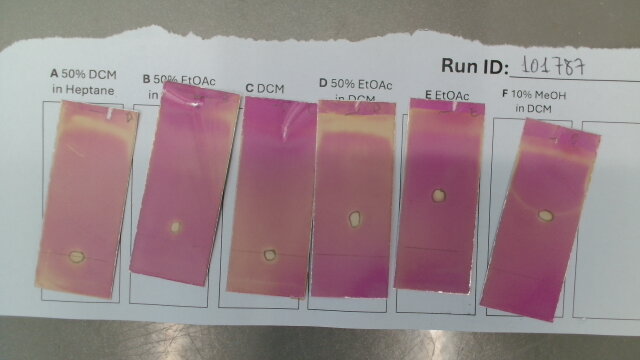 Run ID: 101787
A 50% DCM
in Heptane
B 50% EtOAc
in
C DCM
D 50% EtOAc
in DCM
E EtOAc
F 10% MeOH
in DCM